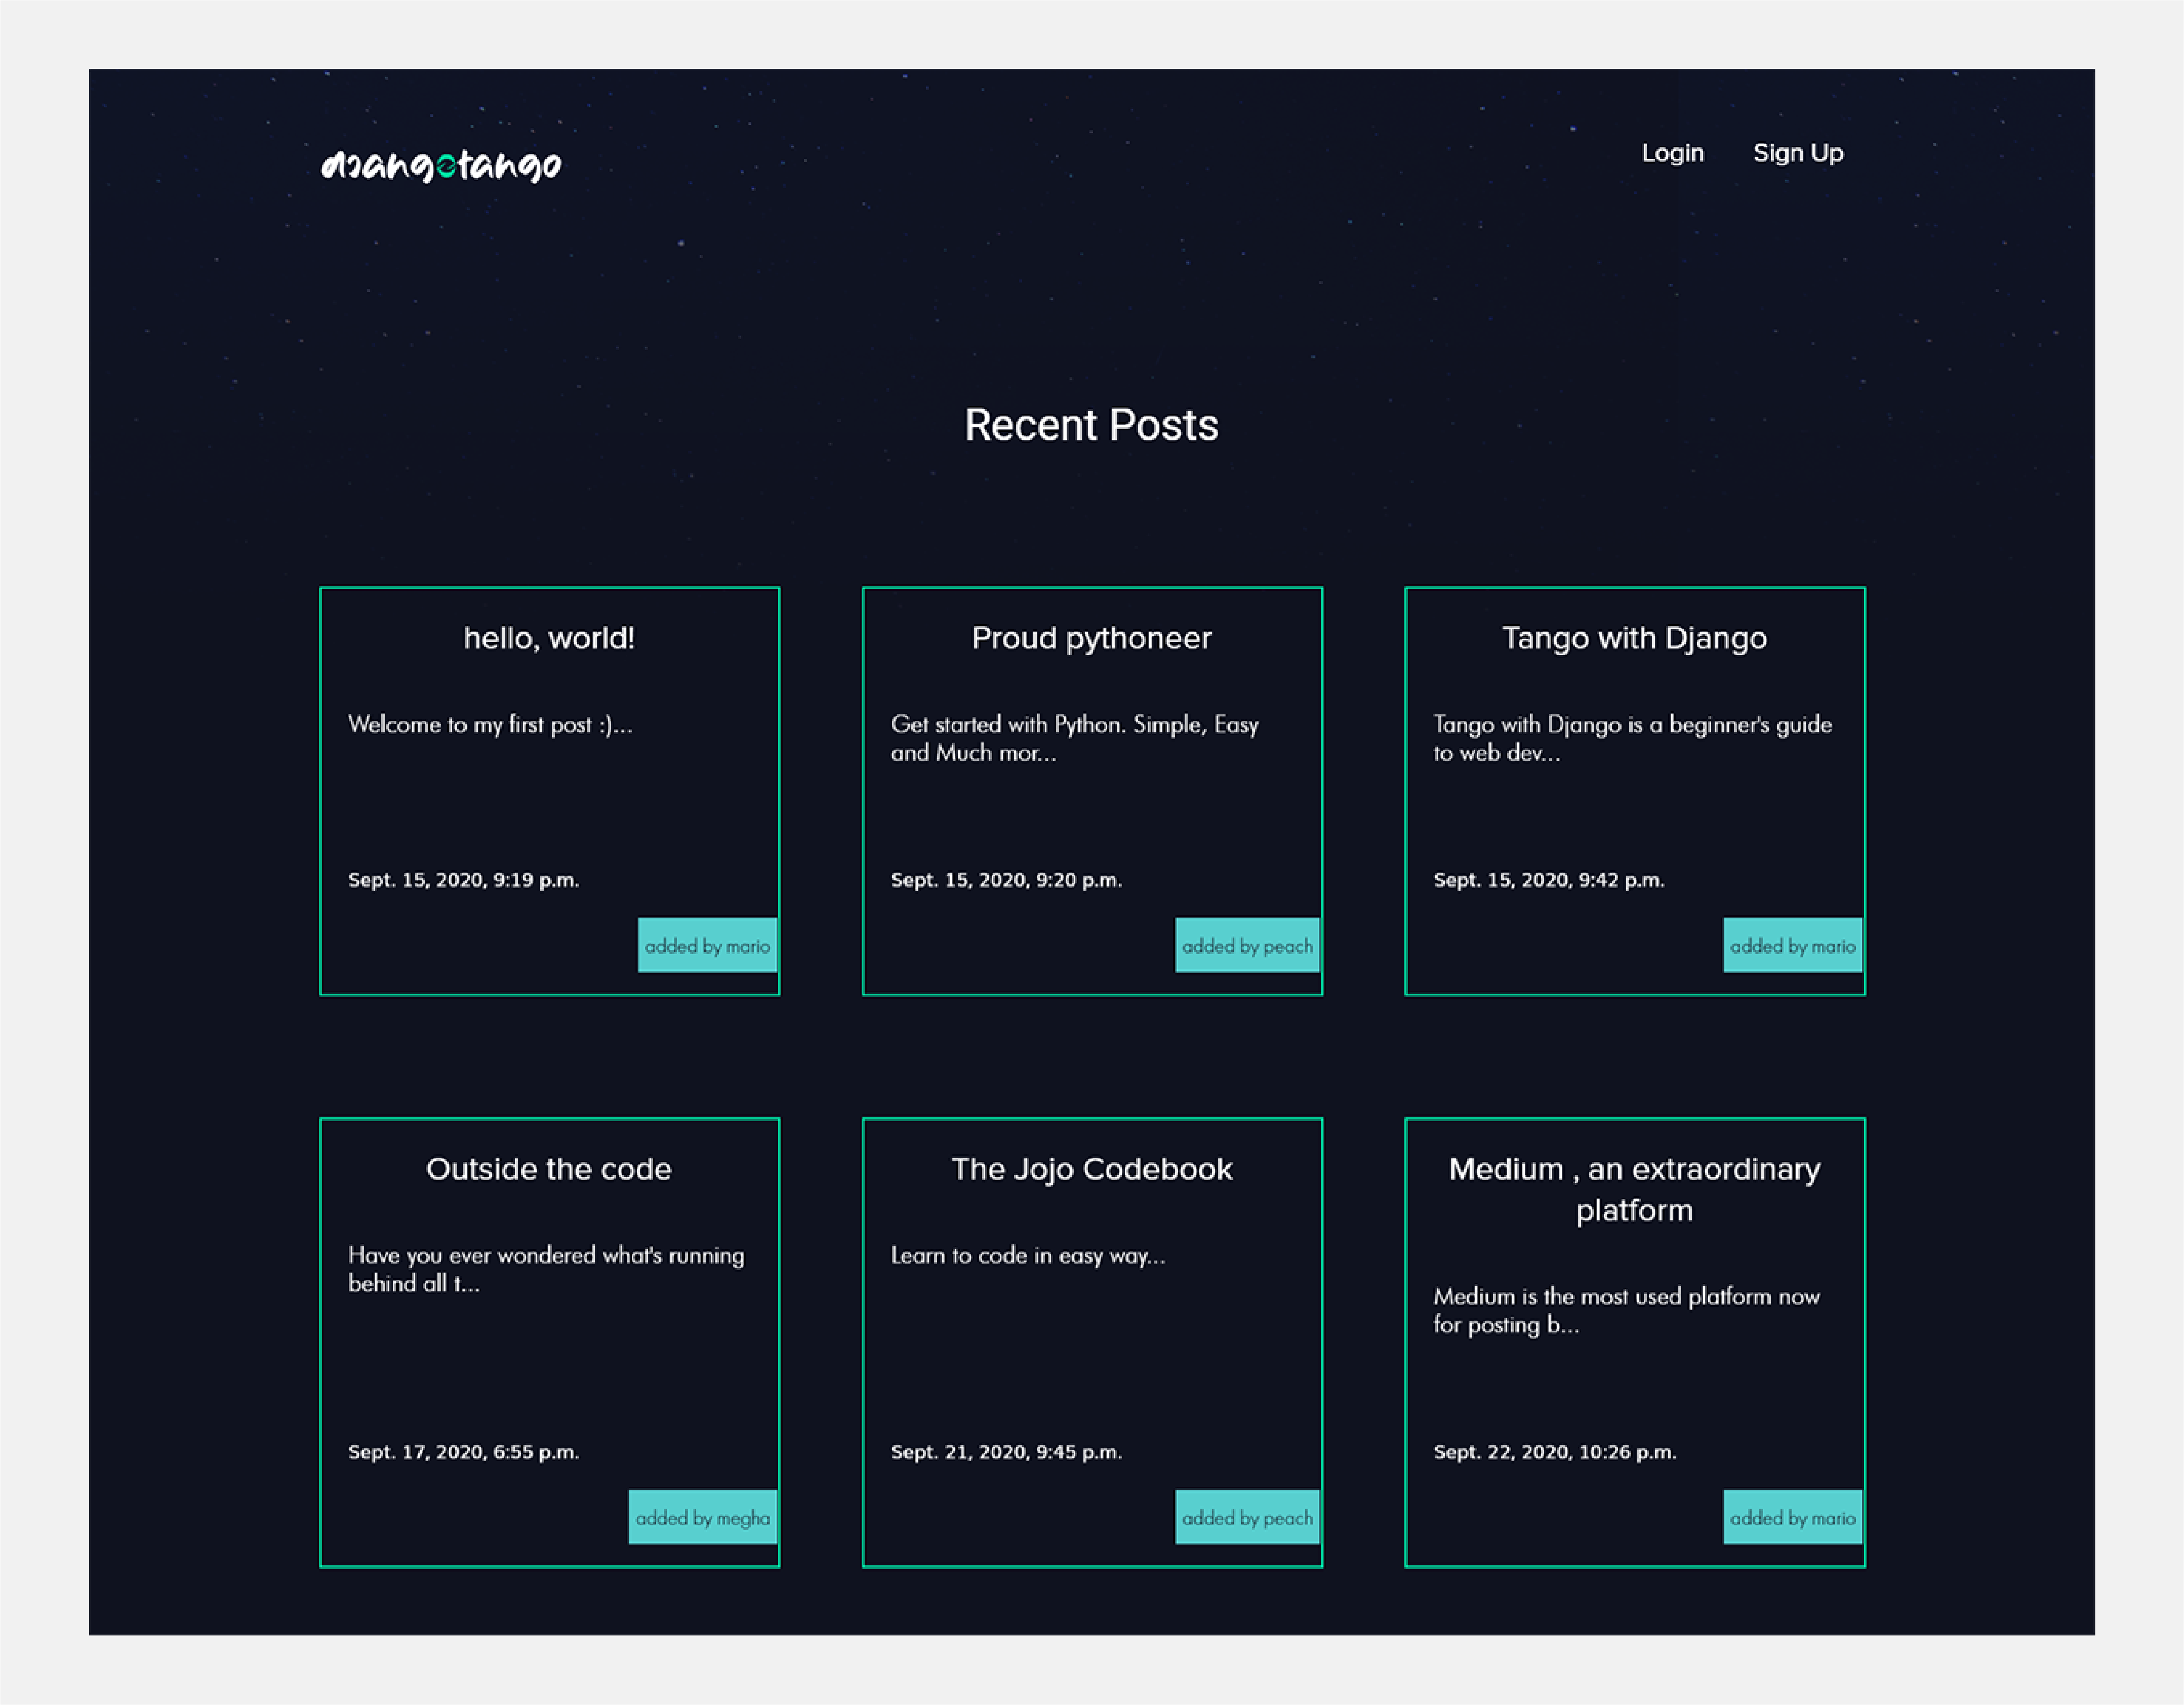 djangotango
Login Sign Up
Recent Posts
hello, world!
Welcome to my first post :)...
Sept. 15, 2020, 9:19 p.m.
added by mario
Proud pythoneer
Get started with Python. Simple, Easy
and Much mor...
Sept. 15, 2020, 9:20 p.m.
added by peach
Tango with Django
Tango with Django is a beginner's guide
to web dev...
Sept. 15, 2020, 9:42 p.m.
added by mario
Outside the code
Have you ever wondered what's running
behind all t...
Sept. 17, 2020, 6:55 p.m.
added by megha
The Jojo Codebook
Learn to code in easy way...
Sept. 21, 2020, 9:45 p.m.
added by peach
Medium , an extraordinary
platform
Medium is the most used platform now
for posting b...
Sept. 22, 2020, 10:26 p.m.
added by mario